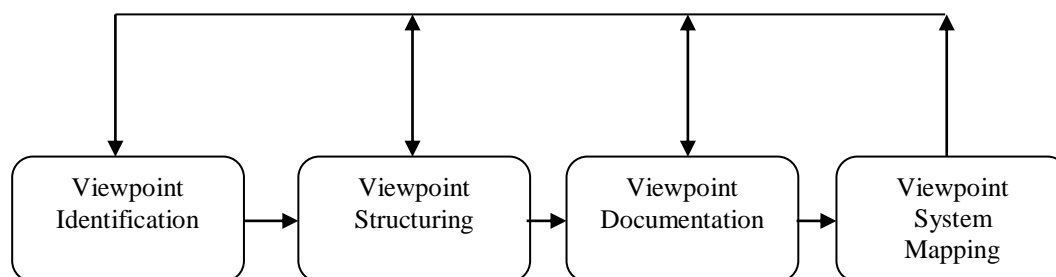 Viewpoint
Identification
Viewpoint
Structuring
Viewpoint
Documentation
Viewpoint
System
Mapping